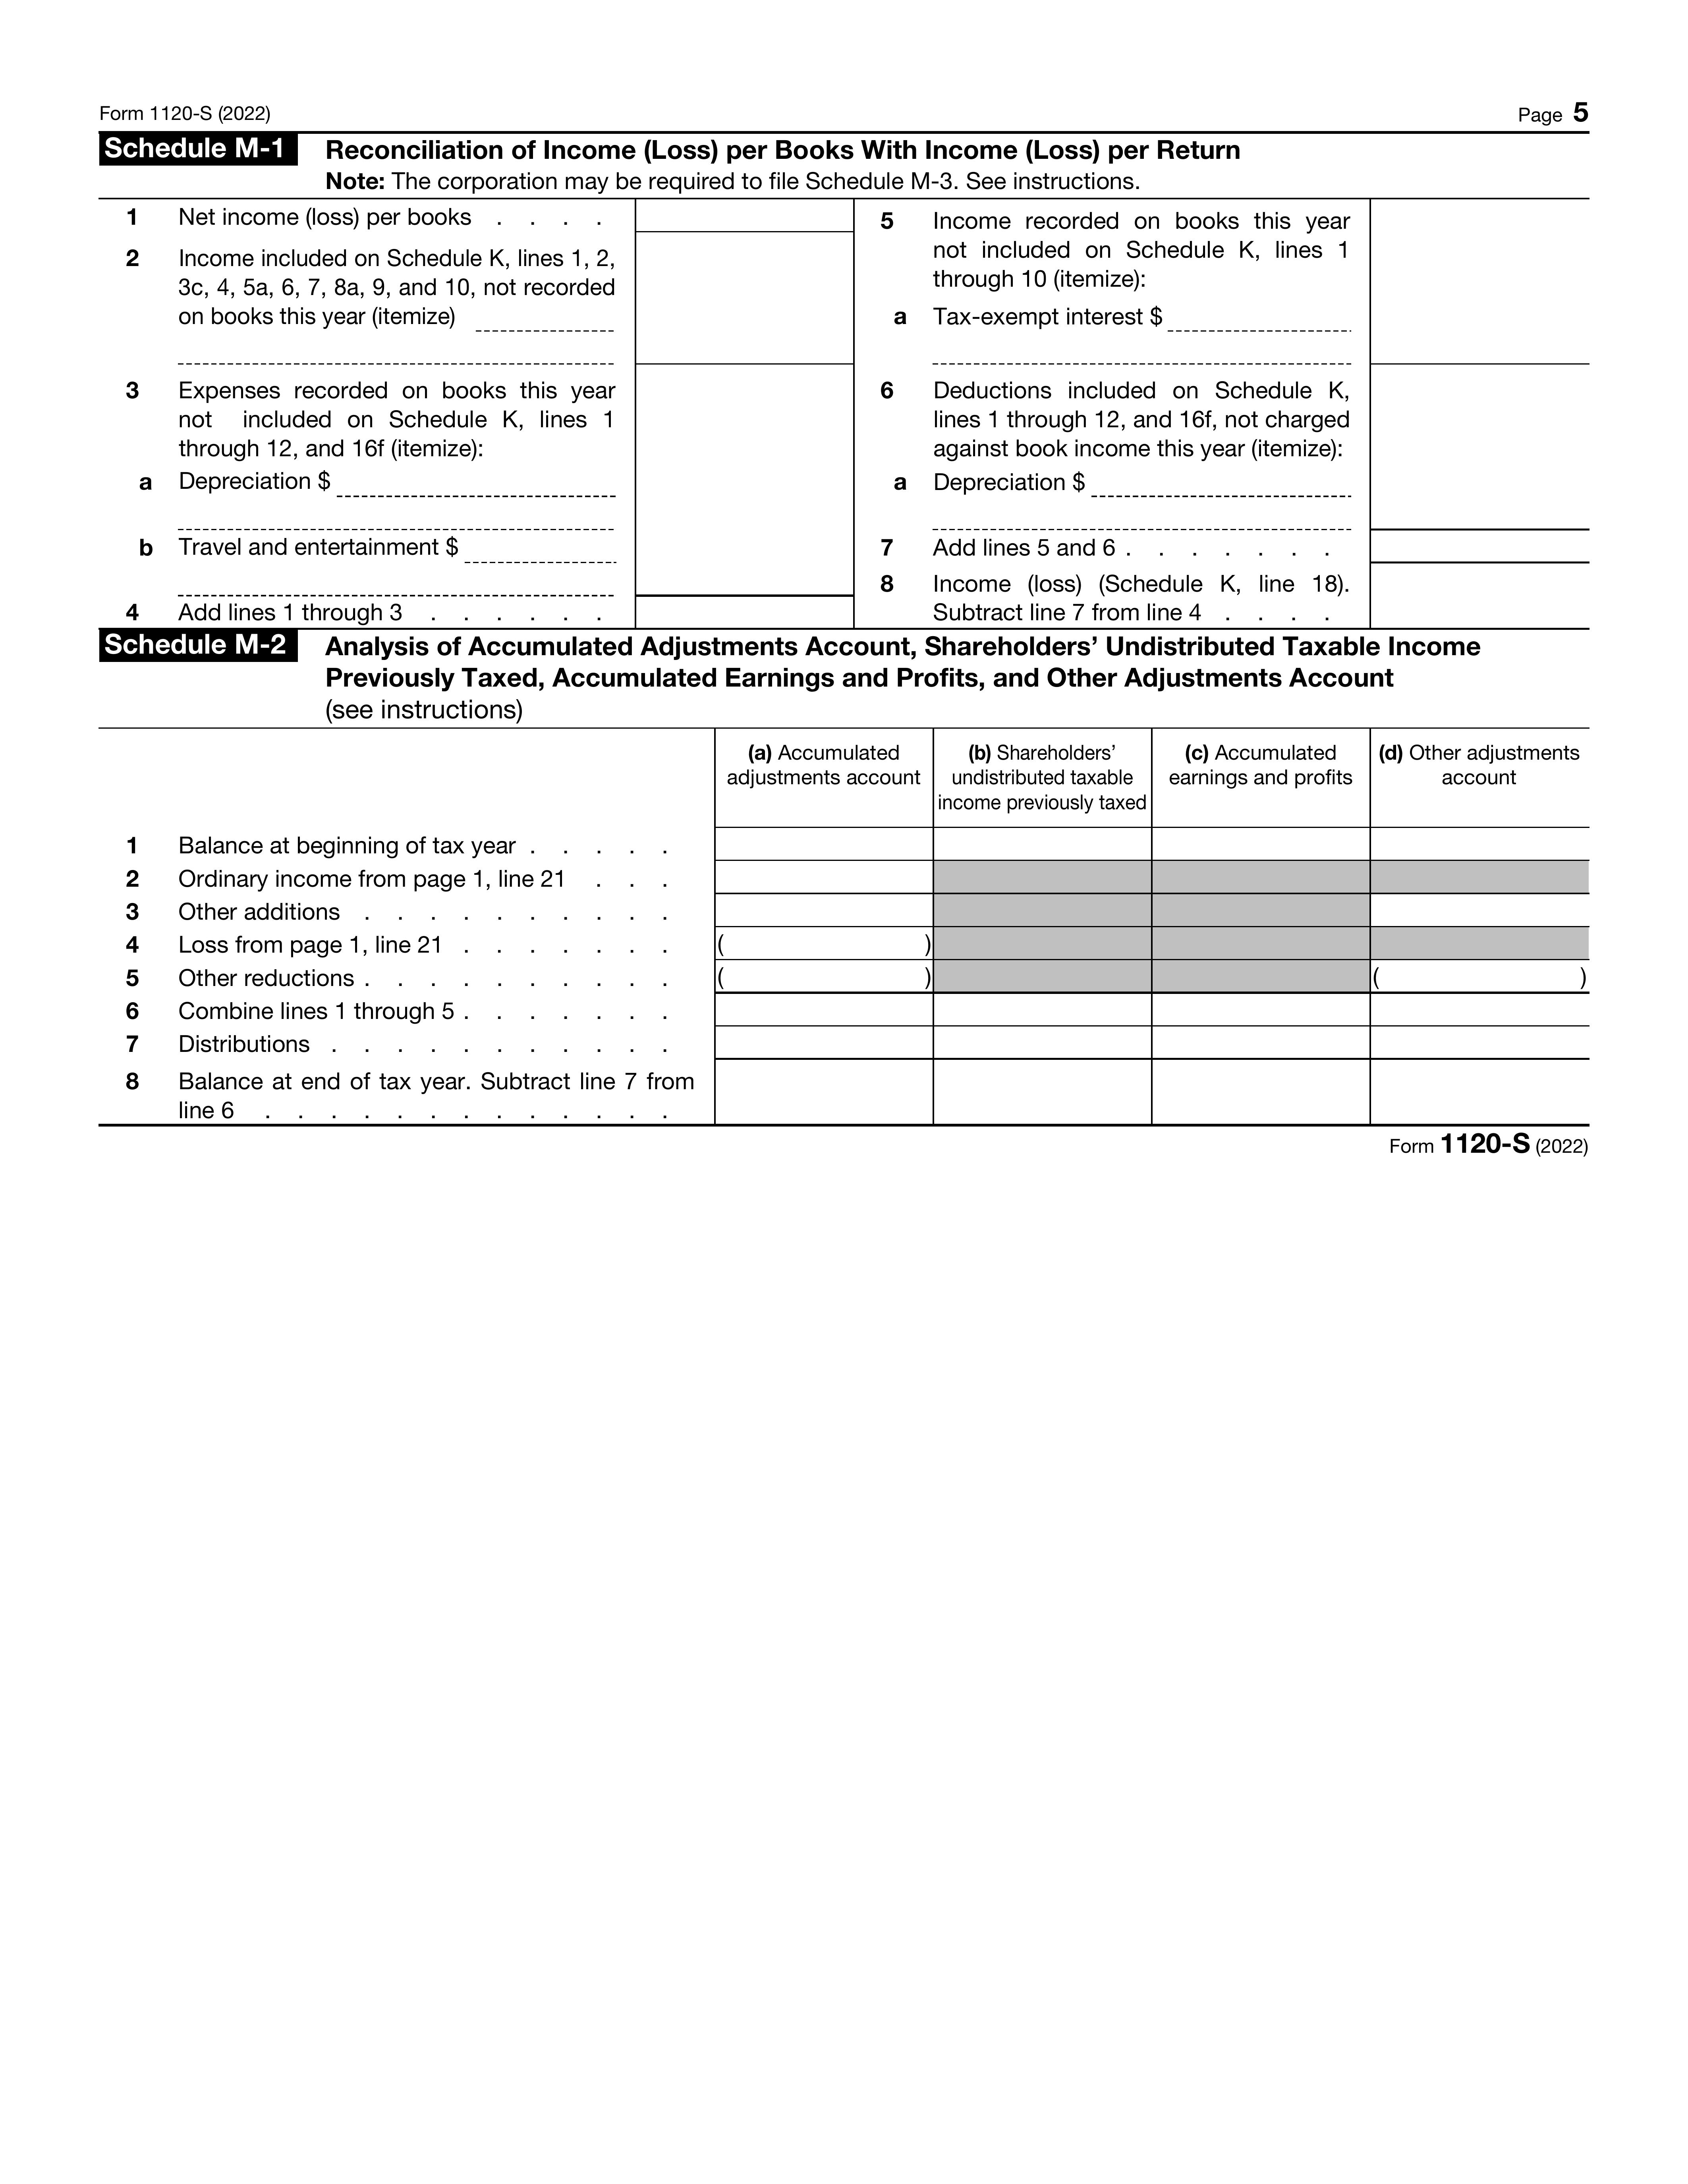 Form 1120-S (2022) Page 5
Schedule M-1 Reconciliation of Income (Loss) per Books With Income (Loss) per Return
Note: The corporation may be required to file Schedule M-3. See instructions.
1 Net income (loss) per books . . . .
2 Income included on Schedule K, lines 1, 2,
3c, 4, 5a, 6, 7, 8a, 9, and 10, not recorded
on books this year (itemize)
3 Expenses recorded on books this year
not included on Schedule K, lines 1
through 12, and 16f (itemize):
a Depreciation $
b Travel and entertainment $
4 Add lines 1 through 3 . . . . . .
5 Income recorded on books this year
not included on Schedule K, lines 1
through 10 (itemize):
a Tax-exempt interest $
6 Deductions included on Schedule K,
lines 1 through 12, and 16f, not charged
against book income this year (itemize):
a Depreciation $
7 Add lines 5 and 6 . . . . . . .
8 Income (loss) (Schedule K, line 18).
Subtract line 7 from line 4 . . . .
Schedule M-2 Analysis of Accumulated Adjustments Account, Shareholders’ Undistributed Taxable Income
Previously Taxed, Accumulated Earnings and Profits, and Other Adjustments Account
(see instructions)
(a) Accumulated
adjustments account
(b) Shareholders’
undistributed taxable
income previously taxed
(c) Accumulated
earnings and profits
(d) Other adjustments
account
1 Balance at beginning of tax year . . . . .
2 Ordinary income from page 1, line 21 . . .
3 Other additions . . . . . . . . . .
4 Loss from page 1, line 21 . . . . . . . ( )
5 Other reductions . . . . . . . . . . ( ) ( )
6 Combine lines 1 through 5 . . . . . . .
7 Distributions . . . . . . . . . . .
8 Balance at end of tax year. Subtract line 7 from
line 6 . . . . . . . . . . . . .
Form 1120-S (2022)